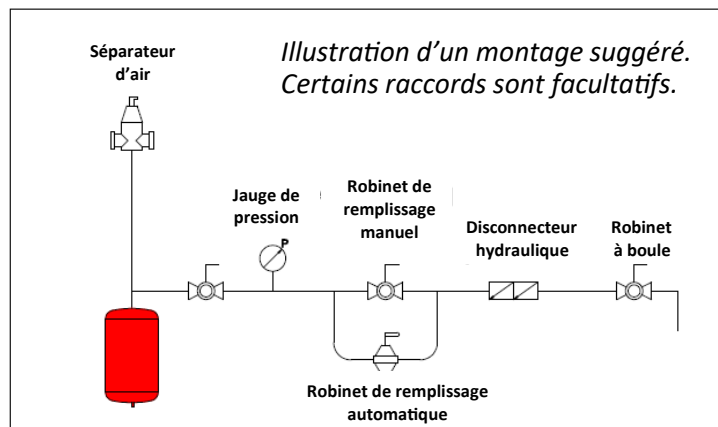 Illustration d’un montage suggéré.
Certains raccords sont facultatifs.
Séparateur
d’air
Jauge de
pression
Robinet de
remplissage
manuel
Disconnecteur
hydraulique
Robinet
à boule
P
Robinet de remplissage
automatique